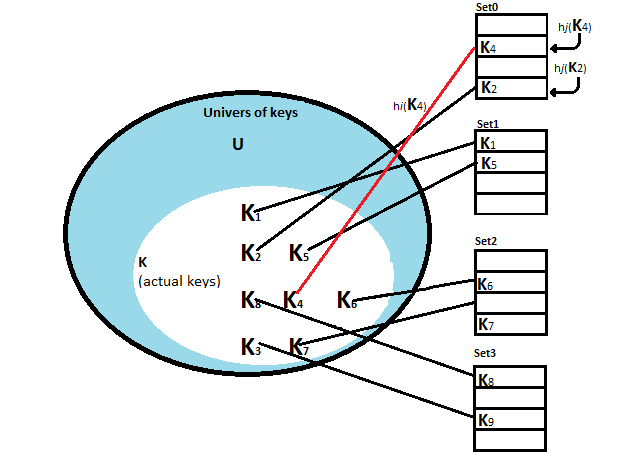 Set0
hj(K4)
K4
hj(K2)
K2
hi(K4)
Univers of keys
U
Set1
K1
K5
K1
K2
K5
K
(actual keys)
K8
K4
K6
K3
K7
Set2
K6
K7
Set3
K8
K9